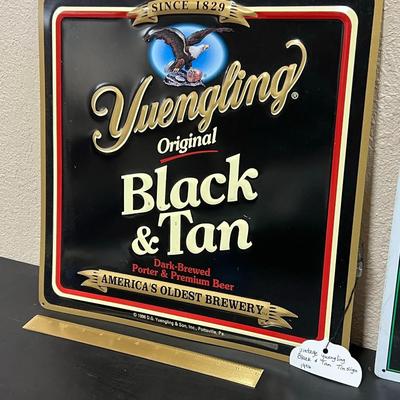 SINCE 1829
Yuengling®
Original
Black
& Tan
Dark-Brewed
Porter & Premium Beer
AMERICA'S OLDEST BREWERY
© 1996 D.G. Yuengling & Son, Inc., Pottsville, Pa.
Vintage Yuengling
Black & Tan Tin Sign
1996